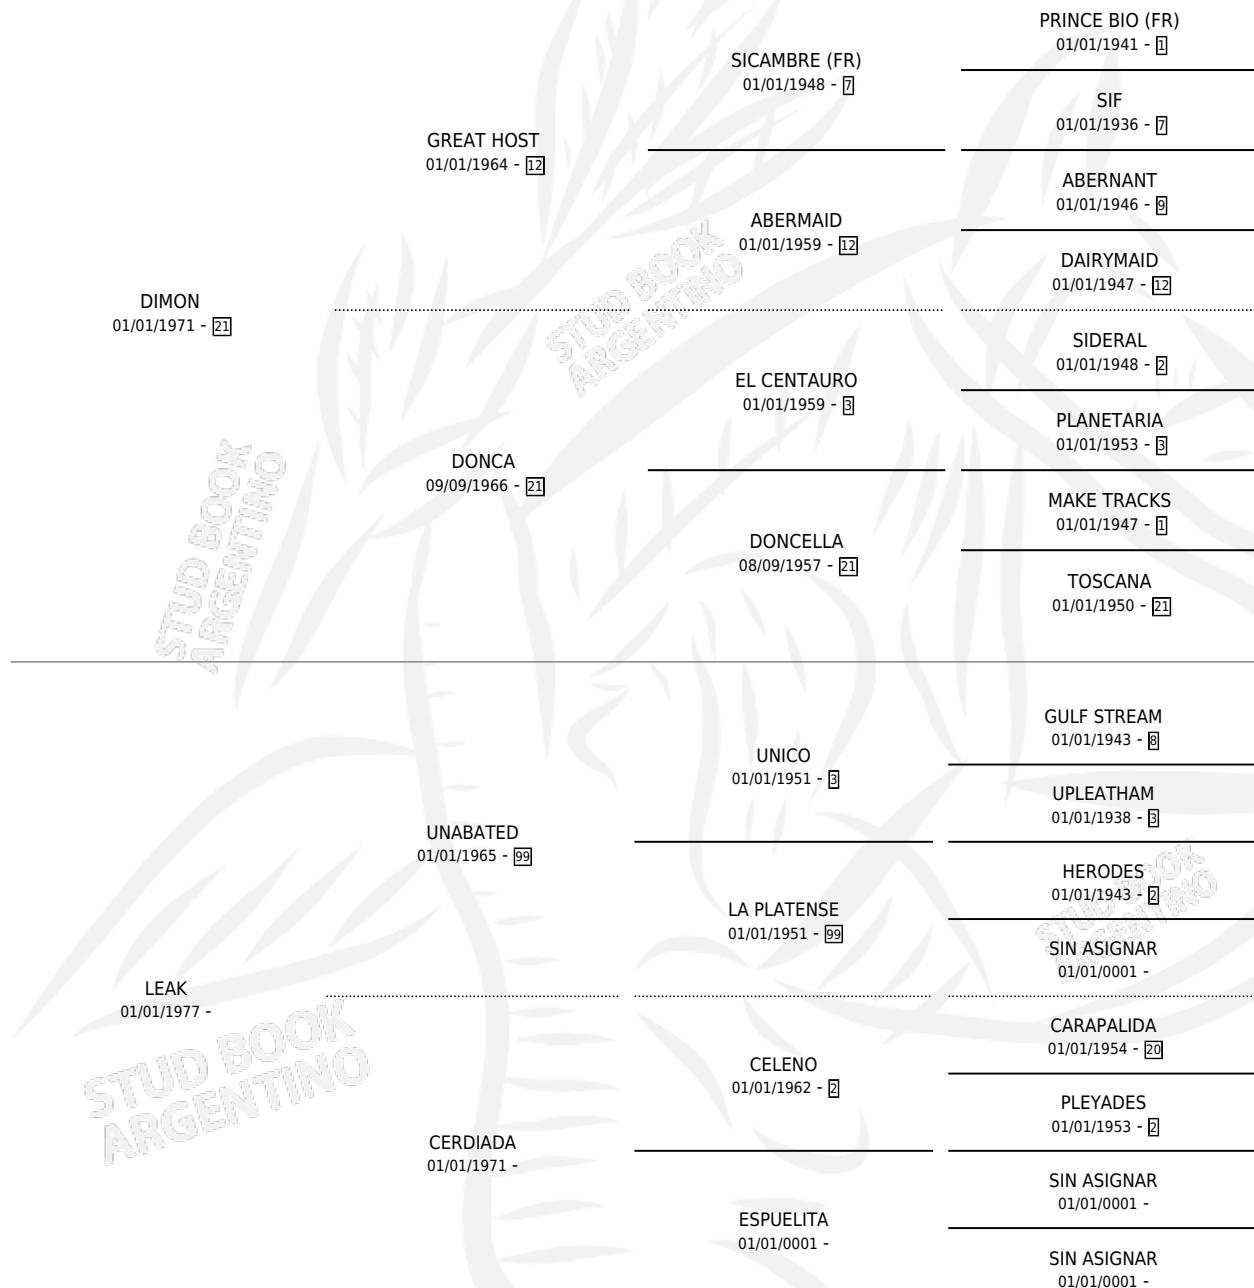 PRINCE BIO (FR)
01/01/1941 - 1
SICAMBRE (FR)
01/01/1948 - 7
SIF
01/01/1936 - 7
GREAT HOST
01/01/1964 - 12
ABERNANT
01/01/1946 - 9
ABERMAID
01/01/1959 - 12
DAIRYMAID
01/01/1947 - 12
DIMON
01/01/1971 - 21
SIDERAL
01/01/1948 - 2
EL CENTAURO
01/01/1959 - 3
PLANETARIA
01/01/1953 - 3
DONCA
09/09/1966 - 21
MAKE TRACKS
01/01/1947 - 1
DONCELLA
08/09/1957 - 21
TOSCANA
01/01/1950 - 21
GULF STREAM
01/01/1943 - 8
UNICO
01/01/1951 - 3
UPLEATHAM
01/01/1938 - 3
UNABATED
01/01/1965 - 99
HERODES
01/01/1943 - 2
LA PLATENSE
01/01/1951 - 99
SIN ASIGNAR
01/01/0001 -
LEAK
01/01/1977 -
CARAPALIDA
01/01/1954 - 20
CELENO
01/01/1962 - 2
PLEYADES
01/01/1953 - 2
CERDIADA
01/01/1971 -
SIN ASIGNAR
01/01/0001 -
ESPUELITA
01/01/0001 -
SIN ASIGNAR
01/01/0001 -
STUD BOOK
ARGENTINO
STUD BOOK
ARGENTINO
STUD BOOK
ARGENTINO
STUD BOOK
ARGENTINO